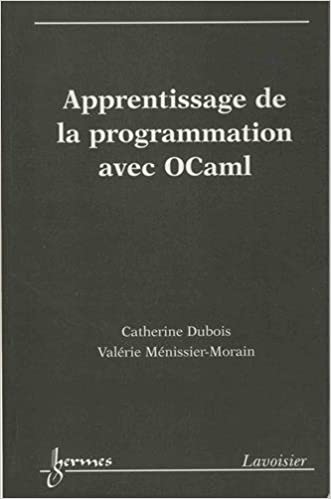 Apprentissage de
la programmation
avec OCaml
Catherine Dubois
Valérie Ménissier-Morain
hermes
Lavoisier